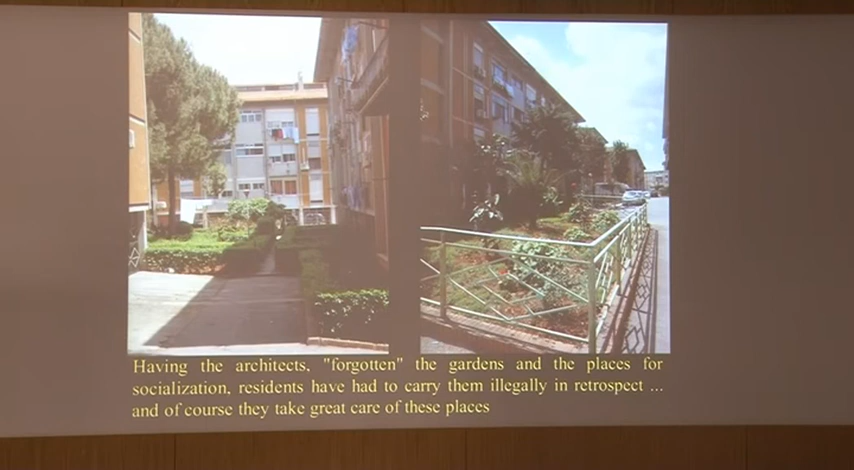 Having the architects, "forgotten" the gardens and the places for
socialization, residents have had to carry them illegally in retrospect ...
and of course they take great care of these places